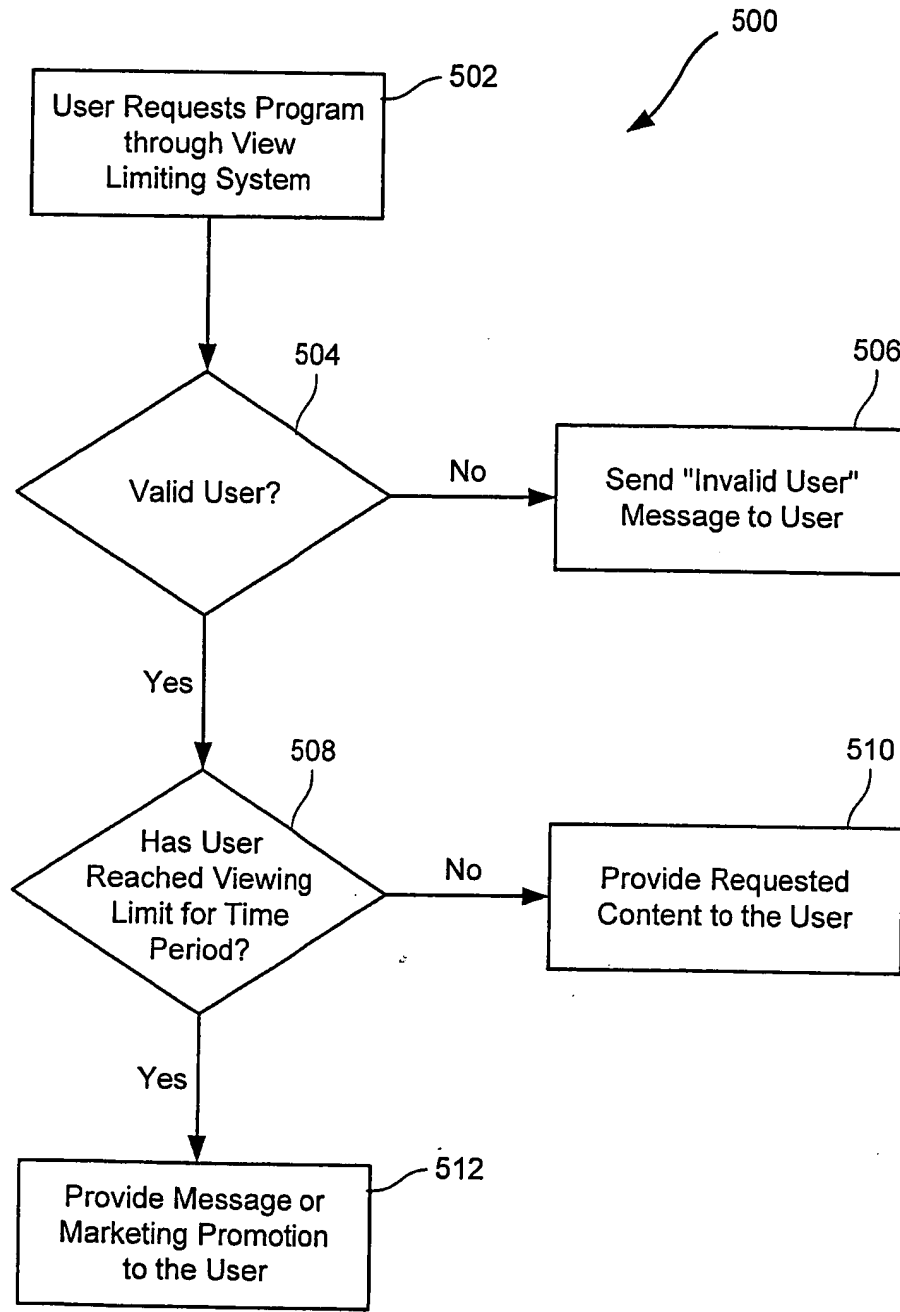 500
502
User Requests Program
through View
Limiting System
504
Valid User?
No
506
Send "Invalid User"
Message to User
Yes
508
Has User
Reached Viewing
Limit for Time
Period?
No
510
Provide Requested
Content to the User
Yes
512
Provide Message or
Marketing Promotion
to the User